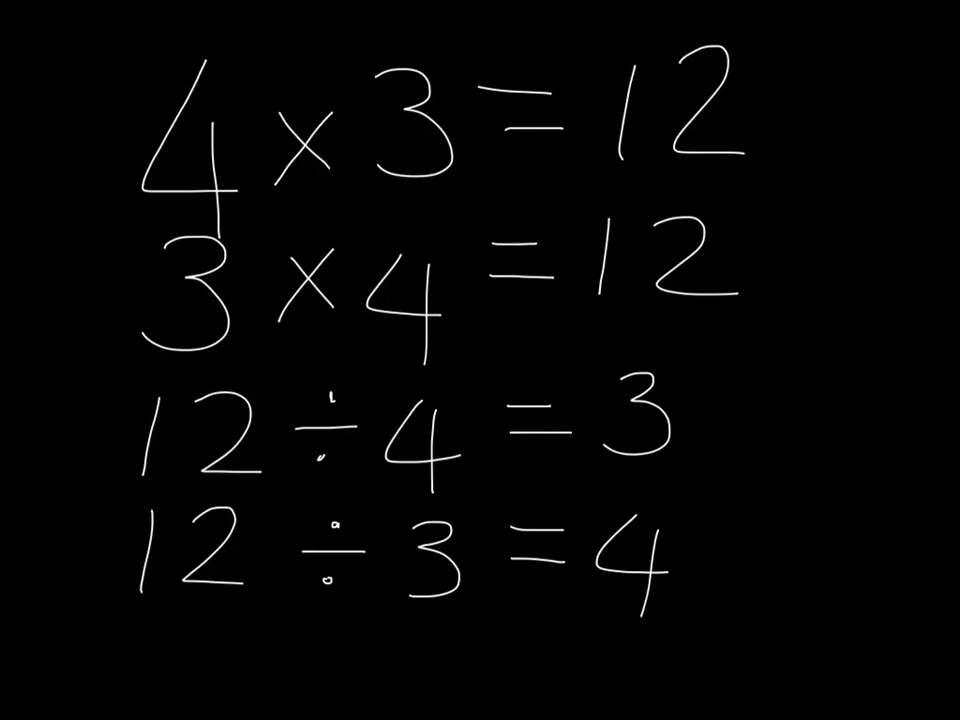 4 × 3 = 12
3 × 4 = 12
12 ÷ 4 = 3
12 ÷ 3 = 4